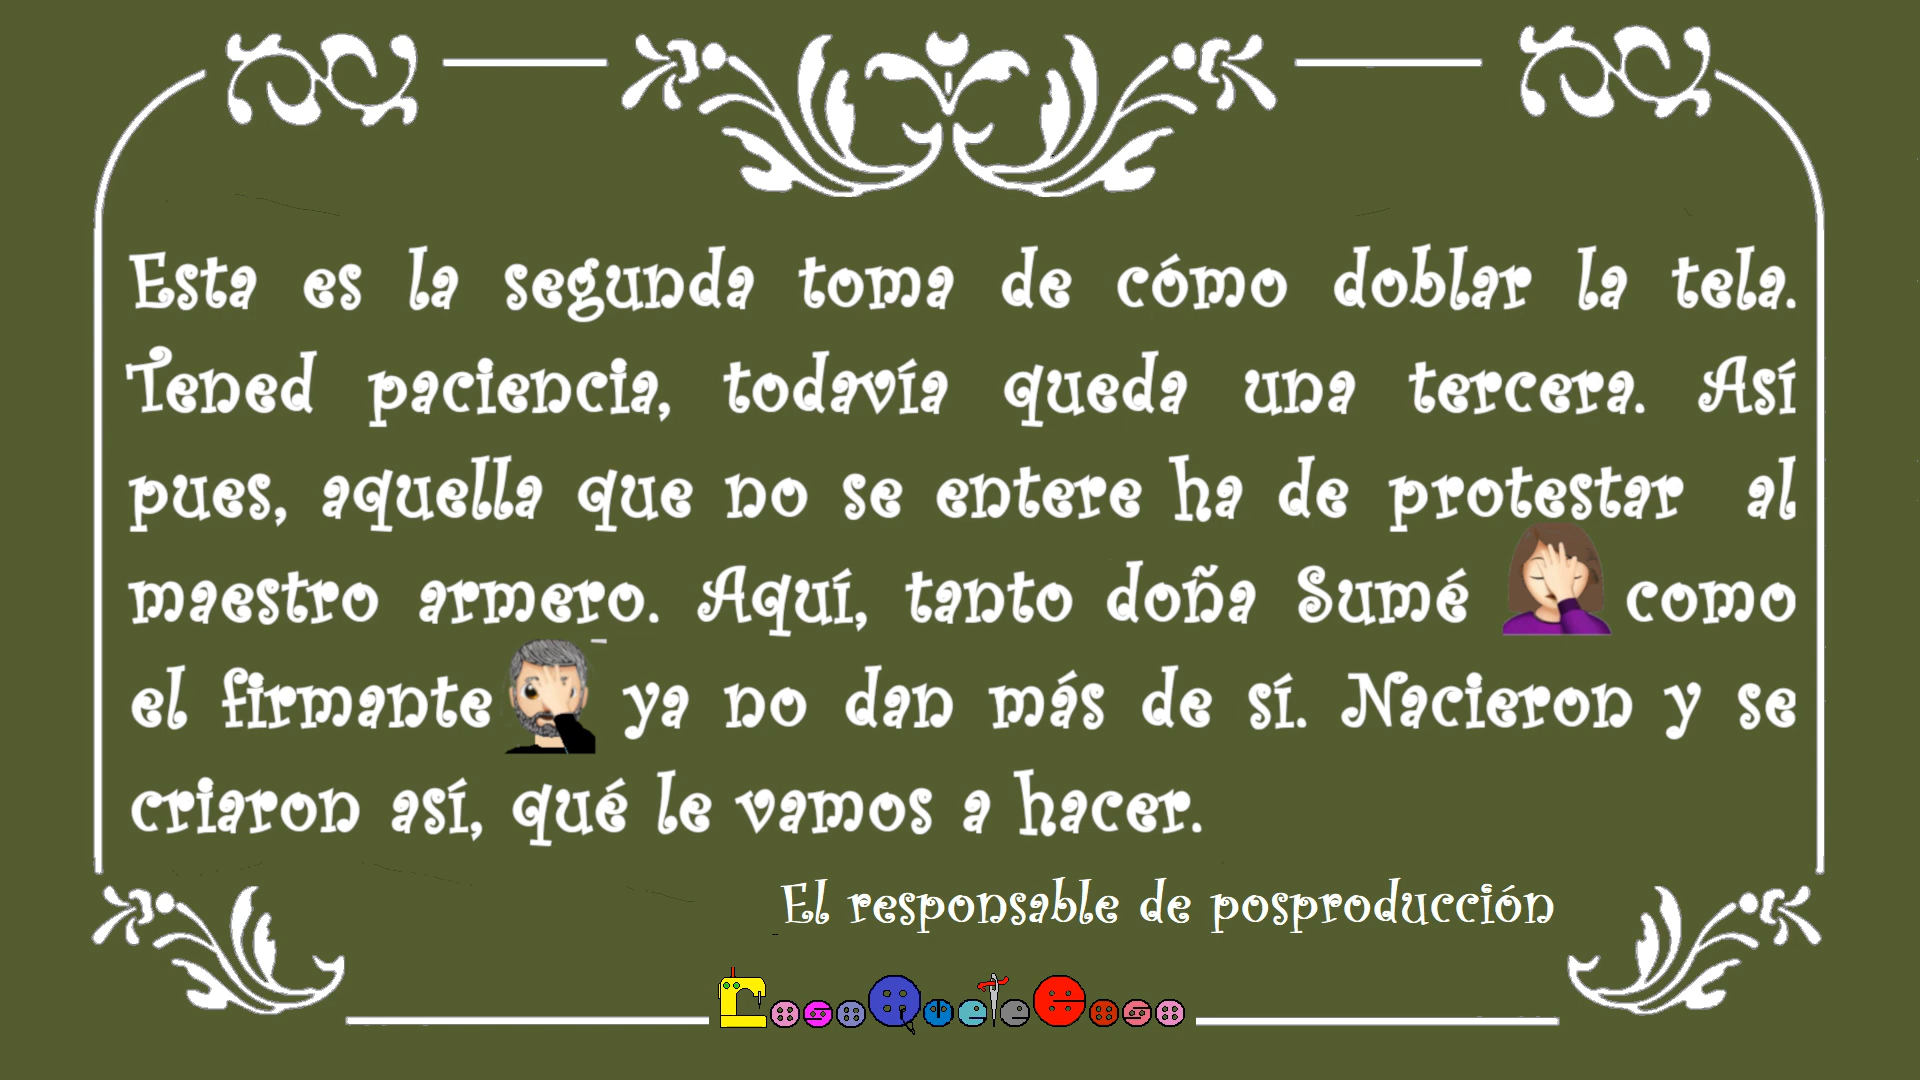 Esta es la segunda toma de cómo doblar la tela.
Tened paciencia, todavía queda una tercera. Así
pues, aquella que no se entere ha de protestar al
maestro armero. Aquí, tanto doña Sumé como
el firmante ya no dan más de sí. Nacieron y se
criaron así, qué le vamos a hacer.
El responsable de posproducción